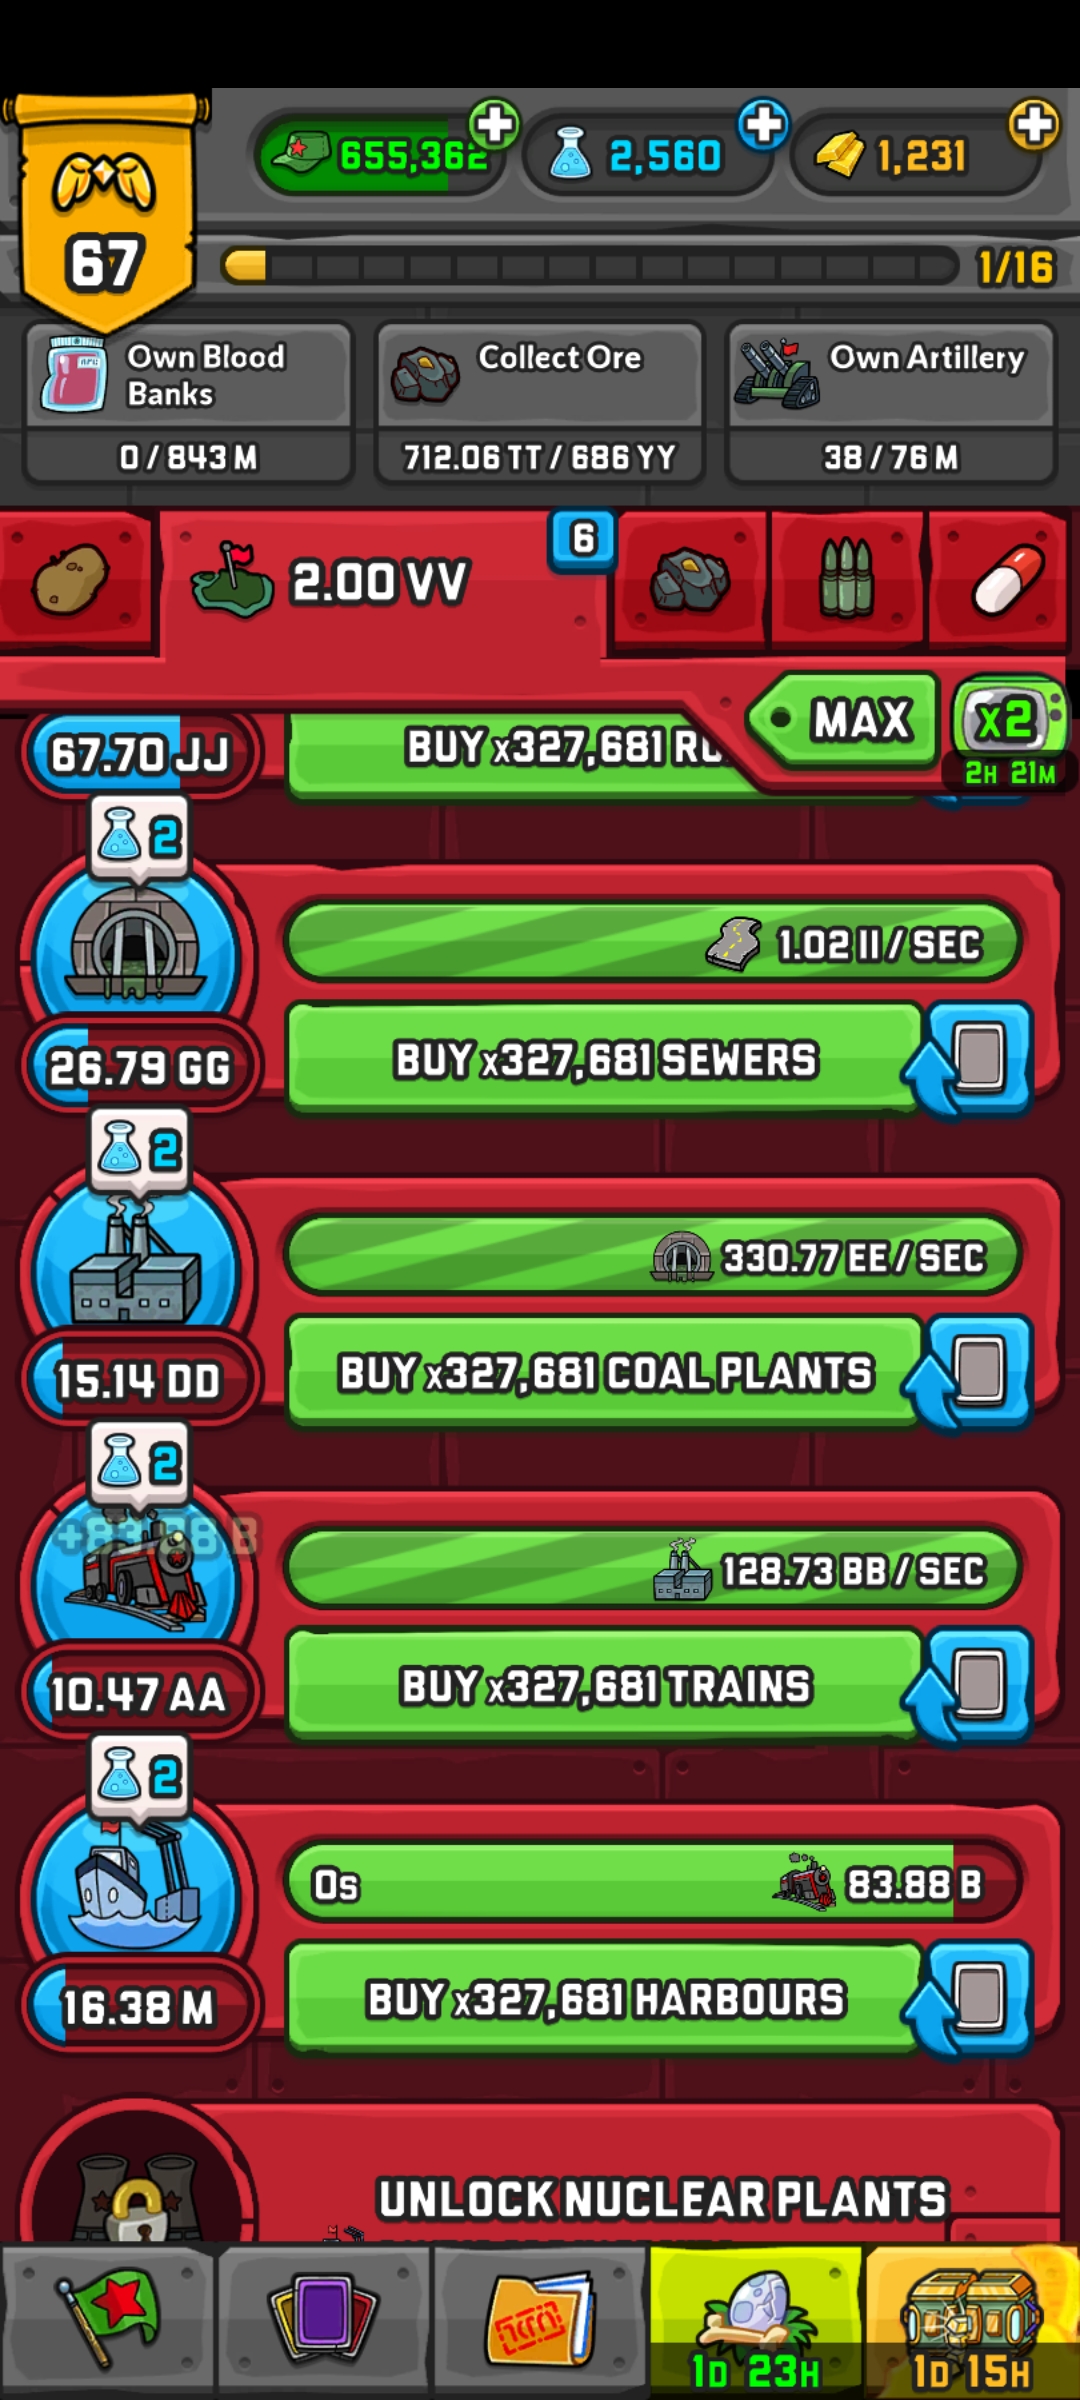 67
655,362
2,560
1,231
1/16
Own Blood
Banks
0 / 843 M
Collect Ore
712.06 TT / 686 YY
Own Artillery
38 / 76 M
2.00 VV
6
MAX
x2
2H 21M
67.70 JJ
BUY x327,681
2
1.02 II / SEC
26.79 GG
BUY x327,681 SEWERS
2
330.77 EE / SEC
15.14 DD
BUY x327,681 COAL PLANTS
2
+83.88 B
128.73 BB / SEC
10.47 AA
BUY x327,681 TRAINS
2
0s
83.88 B
16.38 M
BUY x327,681 HARBOURS
UNLOCK NUCLEAR PLANTS
1D 23H
1D 15H